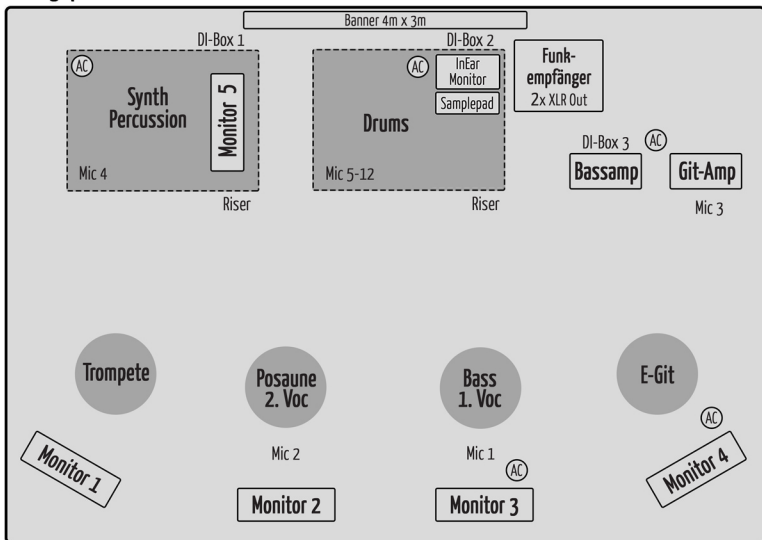 Banner 4m x 3m
DI-Box 1
DI-Box 2
AC
Synth
Percussion
Monitor 5
Mic 4
Riser
AC
InEar
Monitor
Samplepad
Drums
Mic 5-12
Riser
Funk-
empfänger
2x XLR Out
DI-Box 3
AC
Bassamp
Git-Amp
Mic 3
Trompete
Posaune
2. Voc
Bass
1. Voc
E-Git
AC
Mic 2
Mic 1
AC
Monitor 1
Monitor 2
Monitor 3
Monitor 4